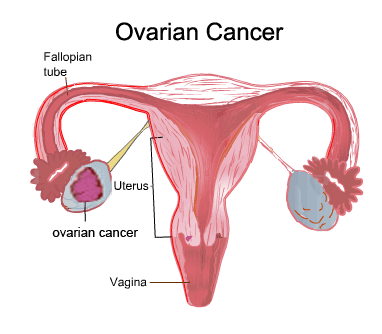 Ovarian Cancer
Fallopian
tube
Uterus
ovarian cancer
Vagina